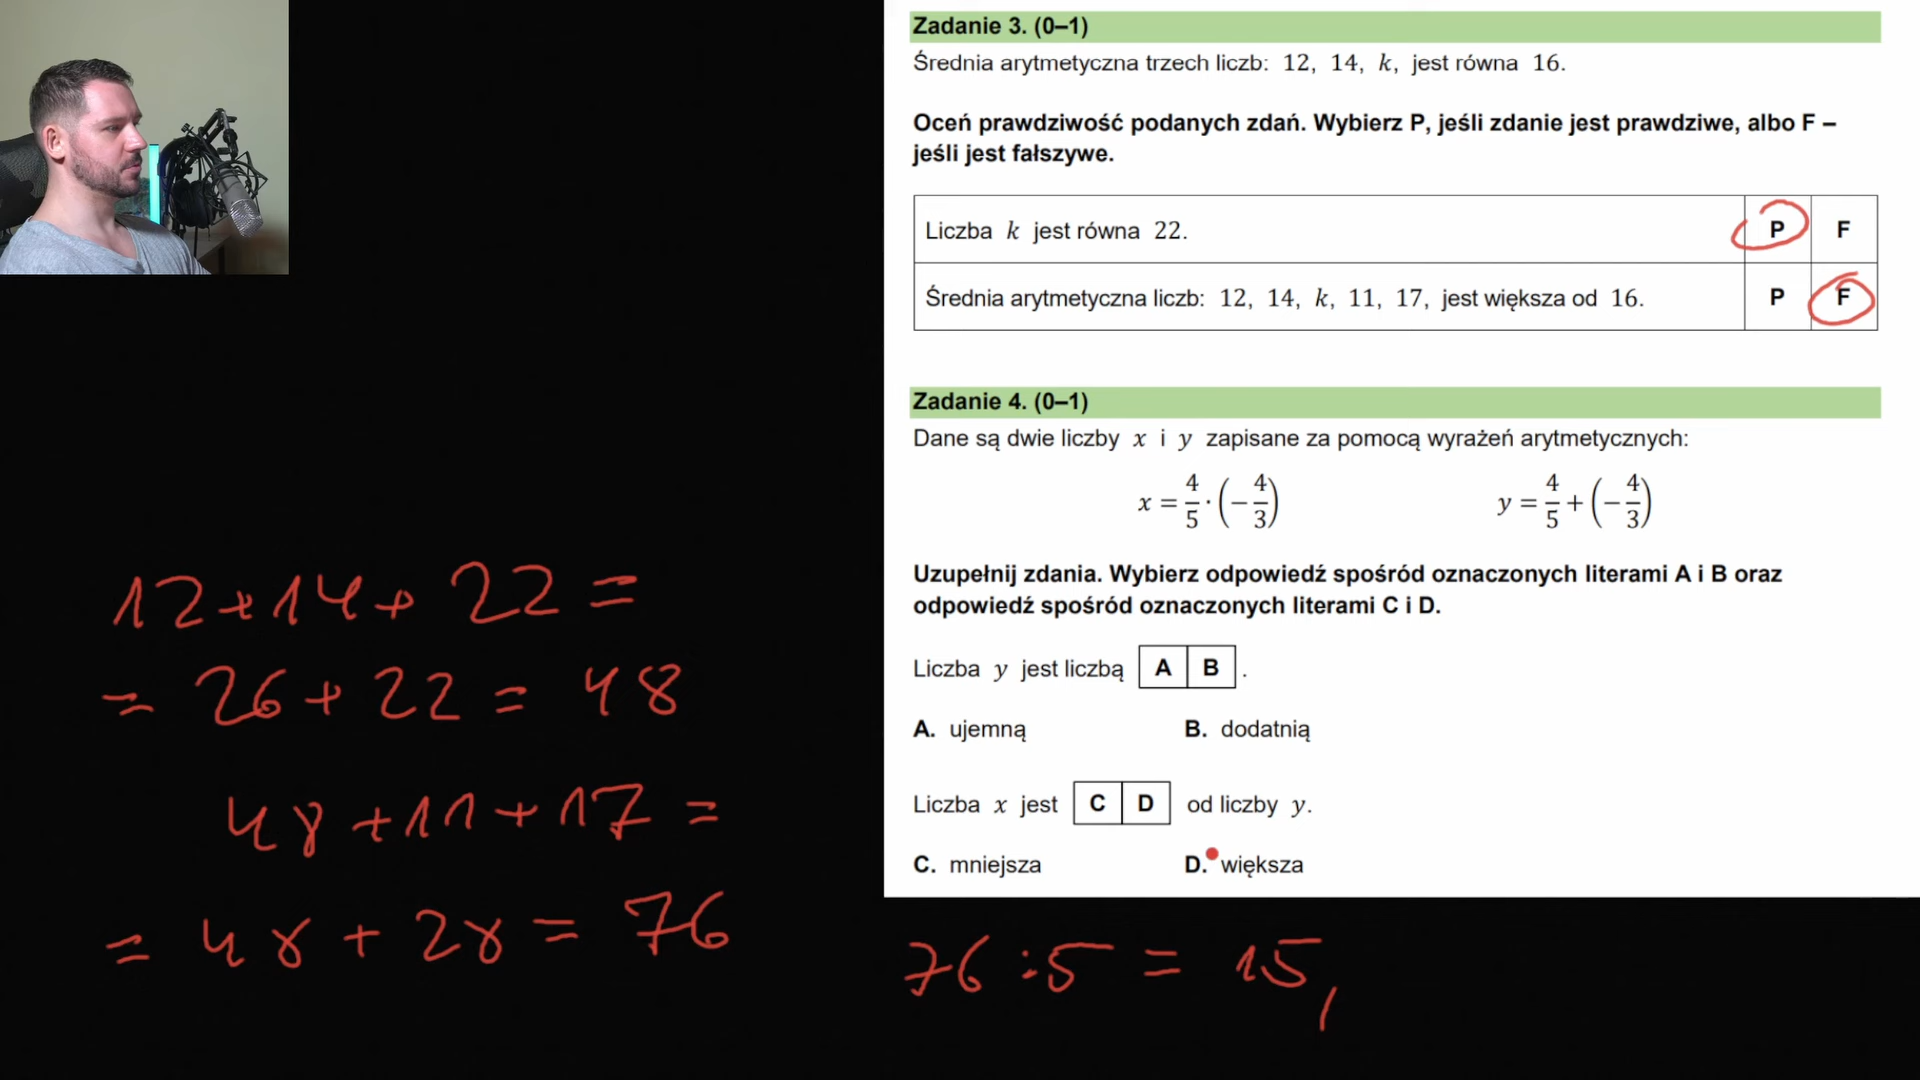 Zadanie 3. (0–1)
Średnia arytmetyczna trzech liczb: 12, 14, k, jest równa 16.
Oceń prawdziwość podanych zdań. Wybierz P, jeśli zdanie jest prawdziwe, albo F –
jeśli jest fałszywe.
Liczba k jest równa 22. P F
Średnia arytmetyczna liczb: 12, 14, k, 11, 17, jest większa od 16. P F
Zadanie 4. (0–1)
Dane są dwie liczby x i y zapisane za pomocą wyrażeń arytmetycznych:
x = 4/5 · (− 4/3) y = 4/5 + (− 4/3)
Uzupełnij zdania. Wybierz odpowiedź spośród oznaczonych literami A i B oraz
odpowiedź spośród oznaczonych literami C i D.
Liczba y jest liczbą A B .
A. ujemną B. dodatnią
Liczba x jest C D od liczby y.
C. mniejsza D. większa
12+14+22=
= 26+22 = 48
48+11+17=
= 48+28=76
76:5 = 15,